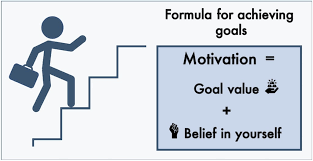 Formula for achieving
goals
Motivation =
Goal value
+
Belief in yourself